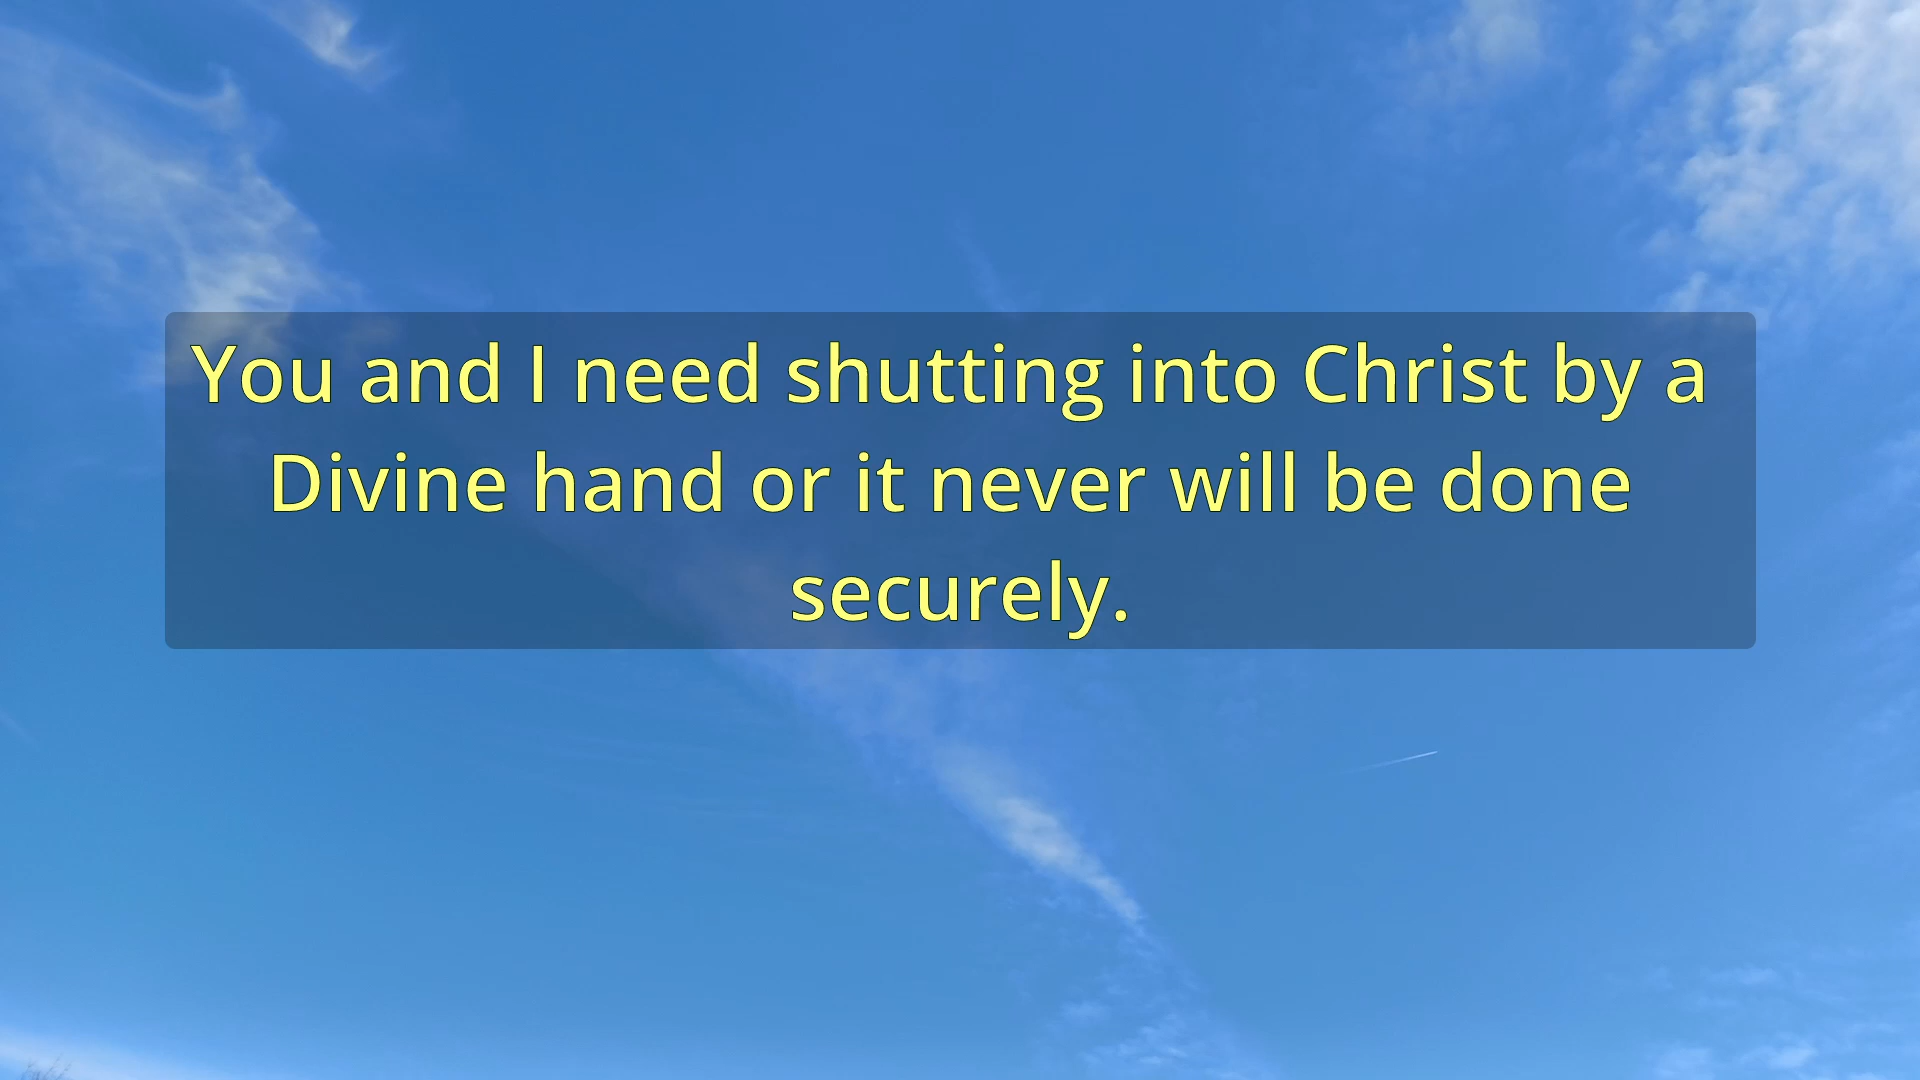 You and I need shutting into Christ by a
Divine hand or it never will be done
securely.